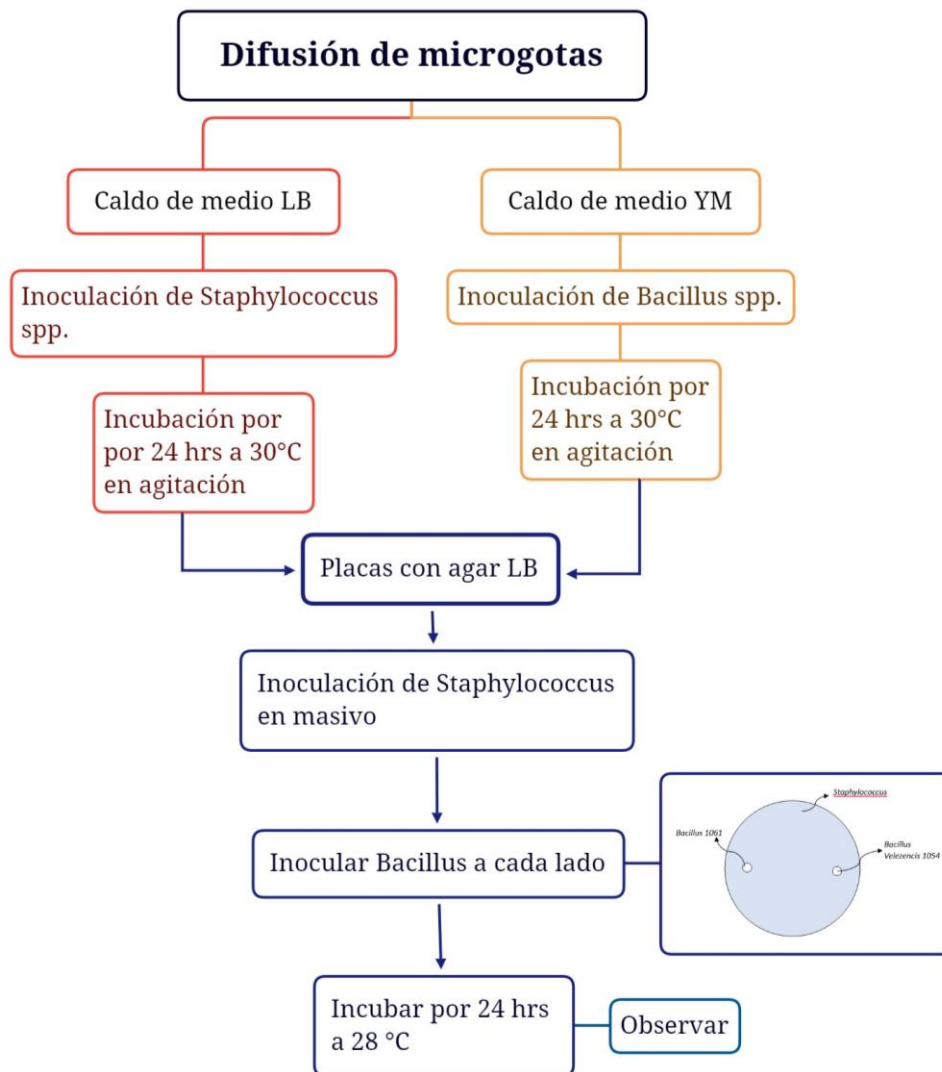 Difusión de microgotas
Caldo de medio LB
Caldo de medio YM
Inoculación de Staphylococcus
spp.
Inoculación de Bacillus spp.
Incubación por
por 24 hrs a 30°C
en agitación
Incubación por
24 hrs a 30°C
en agitación
Placas con agar LB
Inoculación de Staphylococcus
en masivo
Inocular Bacillus a cada lado
Staphylococcus
Bacillus 1061
Bacillus
Velezencis 1054
Incubar por 24 hrs
a 28 °C
Observar